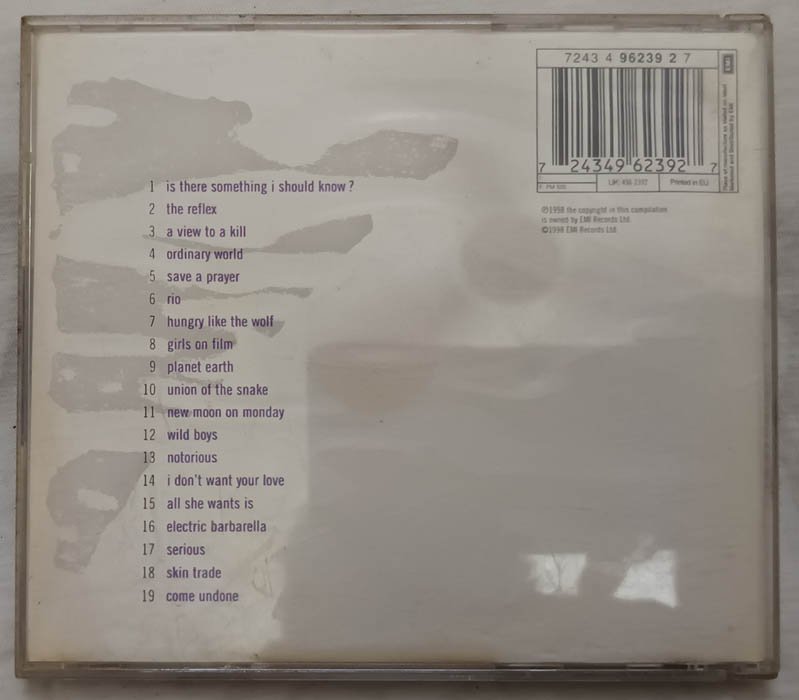 7243 4 96239 2 7
EMI
7 24349 62392 7
UK: 496 2392
Printed in EU
℗1998 the copyright in this compilation
is owned by EMI Records Ltd.
©1998 EMI Records Ltd.
1 is there something i should know?
2 the reflex
3 a view to a kill
4 ordinary world
5 save a prayer
6 rio
7 hungry like the wolf
8 girls on film
9 planet earth
10 union of the snake
11 new moon on monday
12 wild boys
13 notorious
14 i don't want your love
15 all she wants is
16 electric barbarella
17 serious
18 skin trade
19 come undone